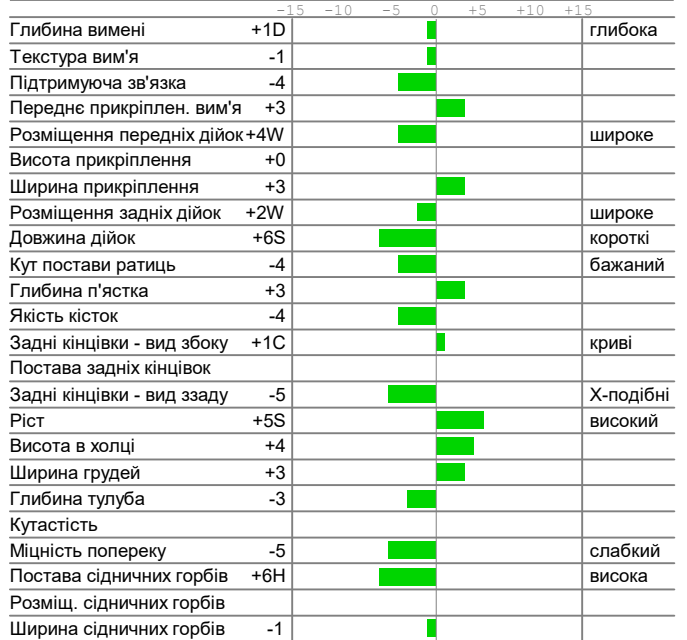 -15 -10 -5 0 +5 +10 +15
Глибина вимені +1D глибока
Текстура вим'я -1
Підтримуюча зв'язка -4
Переднє прикріплен. вим'я +3
Розміщення передніх дійок +4W широке
Висота прикріплення +0
Ширина прикріплення +3
Розміщення задніх дійок +2W широке
Довжина дійок +6S короткі
Кут постави ратиць -4 бажаний
Глибина п'ястка +3
Якість кісток -4
Задні кінцівки - вид збоку +1C криві
Постава задніх кінцівок
Задні кінцівки - вид ззаду -5 Х-подібні
Ріст +5S високий
Висота в холці +4
Ширина грудей +3
Глибина тулуба -3
Кутастість
Міцність попереку -5 слабкий
Постава сідничних горбів +6H висока
Розміщ. сідничних горбів
Ширина сідничних горбів -1